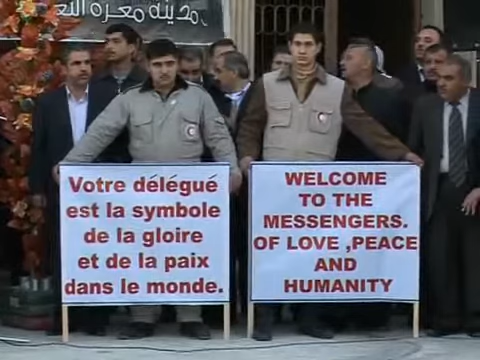 مدينة معرة
Votre délégué
est la symbole
de la gloire
et de la paix
dans le monde.
WELCOME
TO THE
MESSENGERS.
OF LOVE ,PEACE
AND
HUMANITY